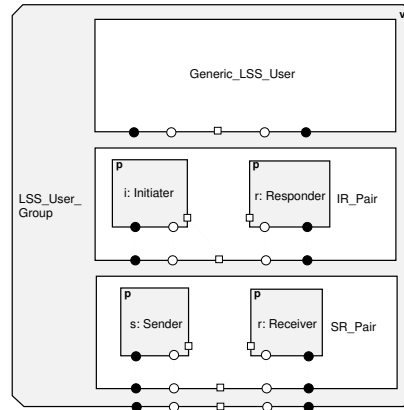 v
Generic_LSS_User
LSS_User_
Group
p
i: Initiater
p
r: Responder
IR_Pair
p
s: Sender
p
r: Receiver
SR_Pair